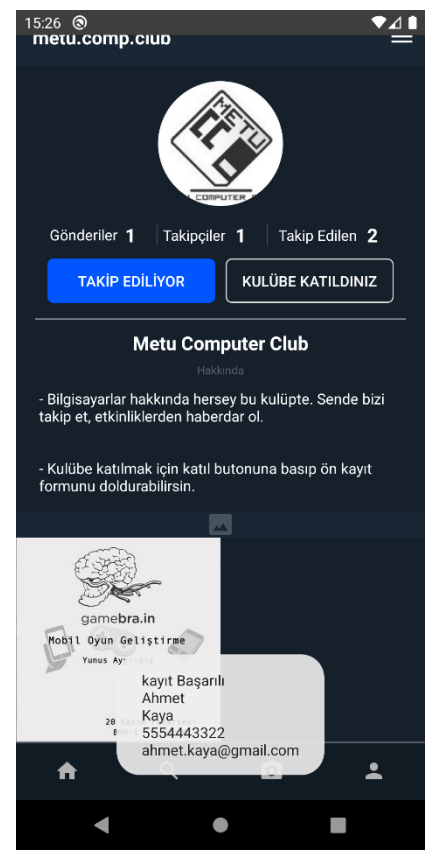 15:26
metu.comp.club
METU
COMPUTER
Gönderiler 1 Takipçiler 1 Takip Edilen 2
TAKİP EDİLİYOR KULÜBE KATILDINIZ
Metu Computer Club
Hakkında
- Bilgisayarlar hakkında hersey bu kulüpte. Sende bizi
takip et, etkinliklerden haberdar ol.
- Kulübe katılmak için katıl butonuna basıp ön kayıt
formunu doldurabilirsin.
gamebra.in
Mobil Oyun Geliştirme
Yunus
20
kayıt Başarılı
Ahmet
Kaya
5554443322
ahmet.kaya@gmail.com